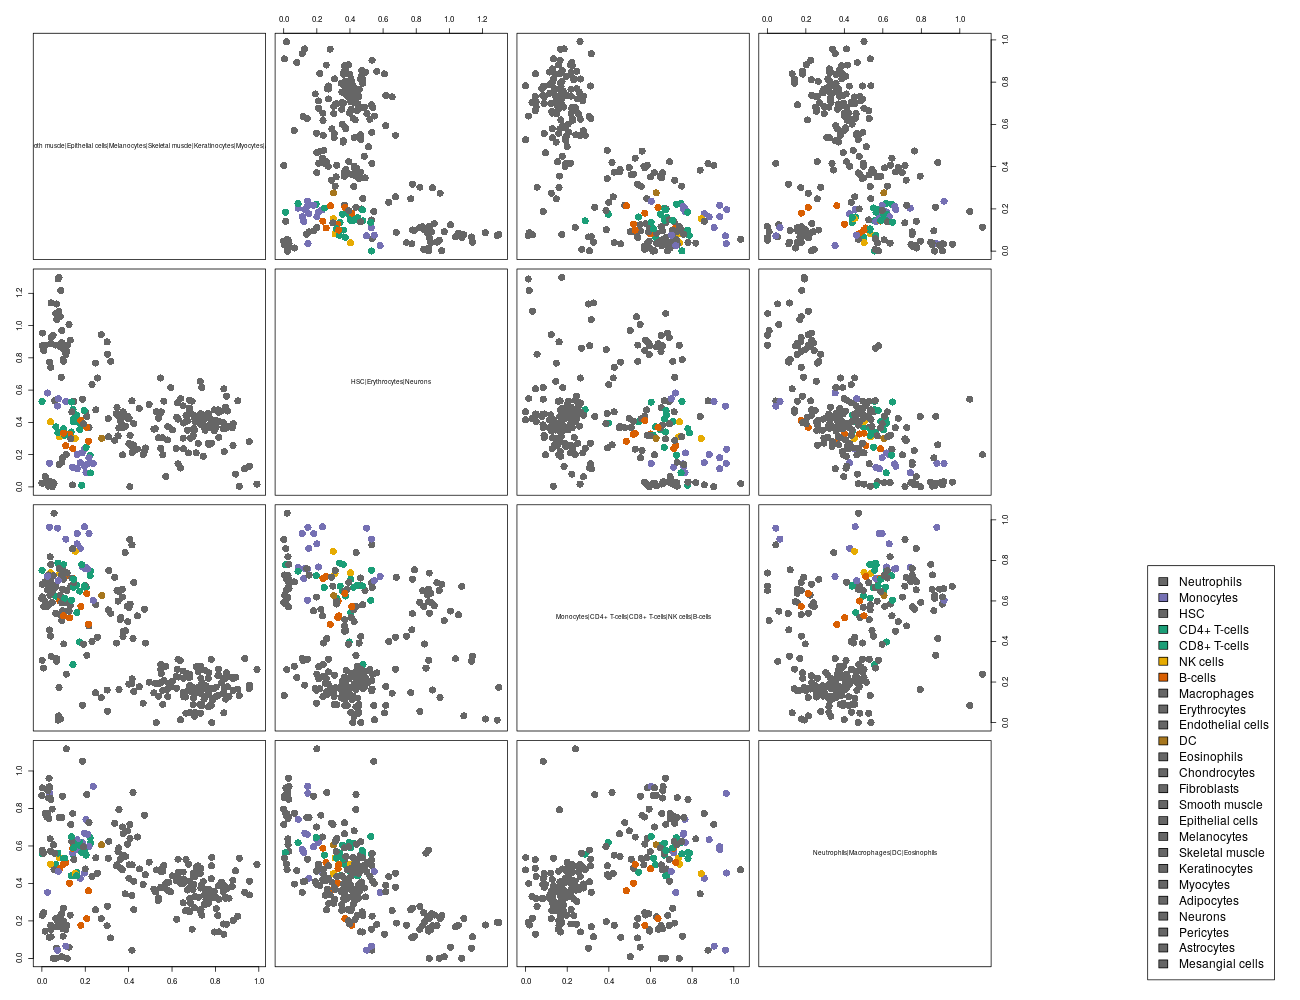 0.0 0.2 0.4 0.6 0.8 1.0 1.2
0.0 0.2 0.4 0.6 0.8 1.0
muscle|Epithelial cells|Melanocytes|Skeletal muscle|Keratinocytes|Myocytes|
0.0 0.2 0.4 0.6 0.8 1.0
0.0 0.2 0.4 0.6 0.8 1.0 1.2
HSC|Erythrocytes|Neurons
Monocytes|CD4+ T-cells|CD8+ T-cells|NK cells|B-cells
0.0 0.2 0.4 0.6 0.8 1.0
0.0 0.2 0.4 0.6 0.8 1.0
Neutrophils|Macrophages|DC|Eosinophils
0.0 0.2 0.4 0.6 0.8 1.0
0.0 0.2 0.4 0.6 0.8 1.0
Neutrophils
Monocytes
HSC
CD4+ T-cells
CD8+ T-cells
NK cells
B-cells
Macrophages
Erythrocytes
Endothelial cells
DC
Eosinophils
Chondrocytes
Fibroblasts
Smooth muscle
Epithelial cells
Melanocytes
Skeletal muscle
Keratinocytes
Myocytes
Adipocytes
Neurons
Pericytes
Astrocytes
Mesangial cells